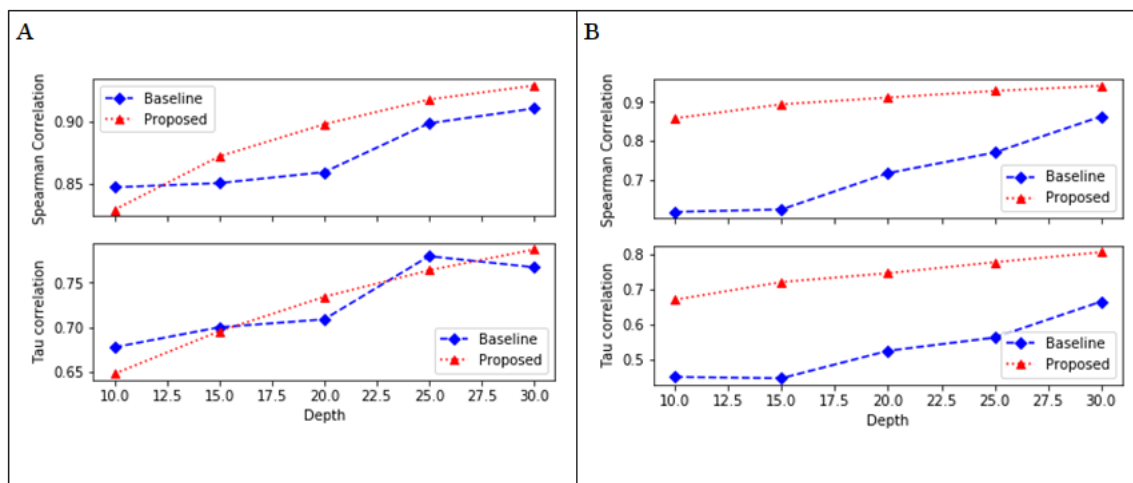 A
Spearman Correlation
0.90
0.85
Baseline
Proposed
Tau correlation
0.75
0.70
0.65
Baseline
Proposed
10.0 12.5 15.0 17.5 20.0 22.5 25.0 27.5 30.0
Depth
B
Spearman Correlation
0.9
0.8
0.7
Baseline
Proposed
Tau correlation
0.8
0.7
0.6
0.5
Baseline
Proposed
10.0 12.5 15.0 17.5 20.0 22.5 25.0 27.5 30.0
Depth